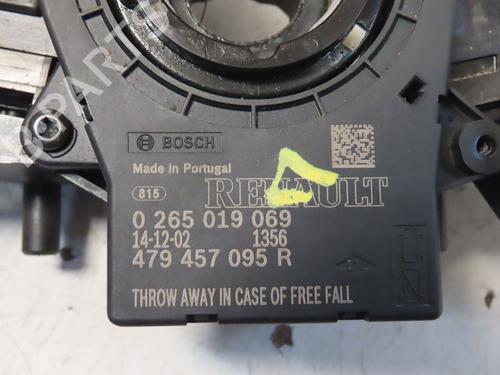 BOSCH
Made in Portugal
815 RENAULT
0 265 019 069
14-12-02 1356
479 457 095 R
THROW AWAY IN CASE OF FREE FALL